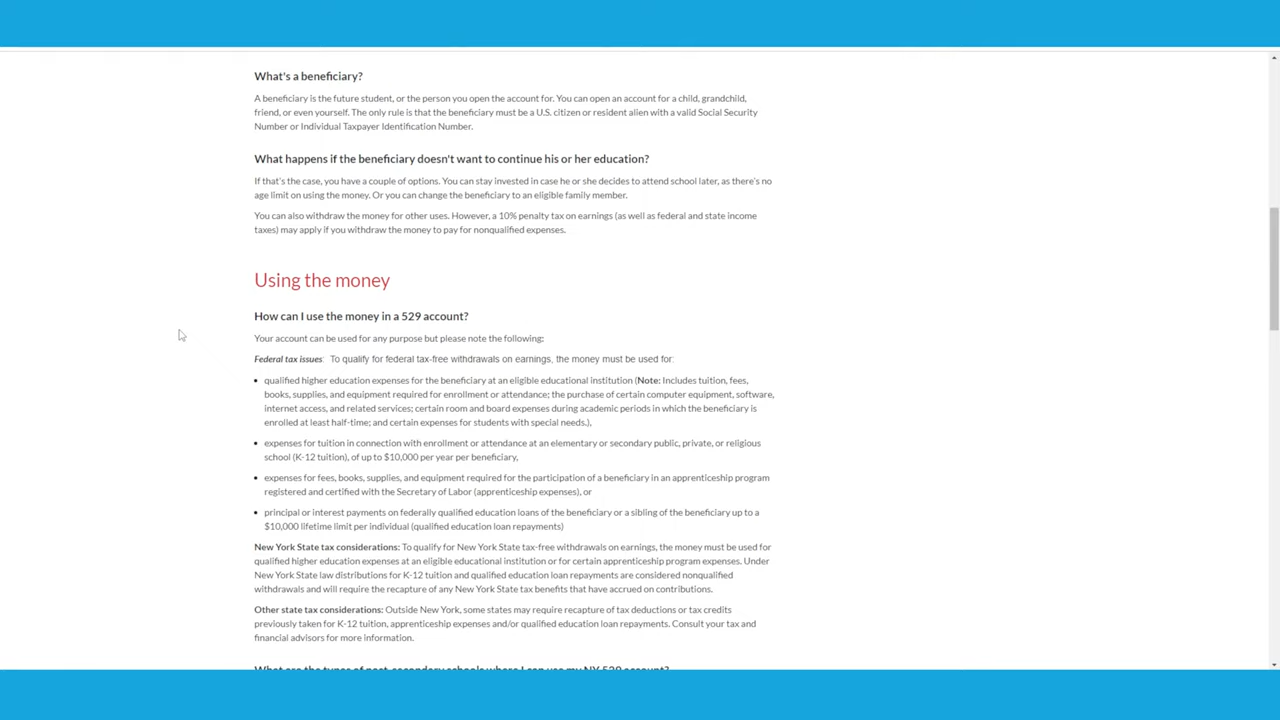 What's a beneficiary?
A beneficiary is the future student, or the person you open the account for. You can open an account for a child, grandchild,
friend, or even yourself. The only rule is that the beneficiary must be a U.S. citizen or resident alien with a valid Social Security
Number or Individual Taxpayer Identification Number.
What happens if the beneficiary doesn't want to continue his or her education?
If that's the case, you have a couple of options. You can stay invested in case he or she decides to attend school later, as there's no
age limit on using the money. Or you can change the beneficiary to an eligible family member.
You can also withdraw the money for other uses. However, a 10% penalty tax on earnings (as well as federal and state income
taxes) may apply if you withdraw the money to pay for nonqualified expenses.
Using the money
How can I use the money in a 529 account?
Your account can be used for any purpose but please note the following:
Federal tax issues: To qualify for federal tax-free withdrawals on earnings, the money must be used for:
• qualified higher education expenses for the beneficiary at an eligible educational institution (Note: Includes tuition, fees,
books, supplies, and equipment required for enrollment or attendance; the purchase of certain computer equipment, software,
internet access, and related services; certain room and board expenses during academic periods in which the beneficiary is
enrolled at least half-time; and certain expenses for students with special needs.),
• expenses for tuition in connection with enrollment or attendance at an elementary or secondary public, private, or religious
school (K-12 tuition), of up to $10,000 per year per beneficiary,
• expenses for fees, books, supplies, and equipment required for the participation of a beneficiary in an apprenticeship program
registered and certified with the Secretary of Labor (apprenticeship expenses), or
• principal or interest payments on federally qualified education loans of the beneficiary or a sibling of the beneficiary up to a
$10,000 lifetime limit per individual (qualified education loan repayments)
New York State tax considerations: To qualify for New York State tax-free withdrawals on earnings, the money must be used for
qualified higher education expenses at an eligible educational institution or for certain apprenticeship program expenses. Under
New York State law distributions for K-12 tuition and qualified education loan repayments are considered nonqualified
withdrawals and will require the recapture of any New York State tax benefits that have accrued on contributions.
Other state tax considerations: Outside New York, some states may require recapture of tax deductions or tax credits
previously taken for K-12 tuition, apprenticeship expenses and/or qualified education loan repayments. Consult your tax and
financial advisors for more information.
What are the types of post-secondary schools where I can use my NY 529 account?